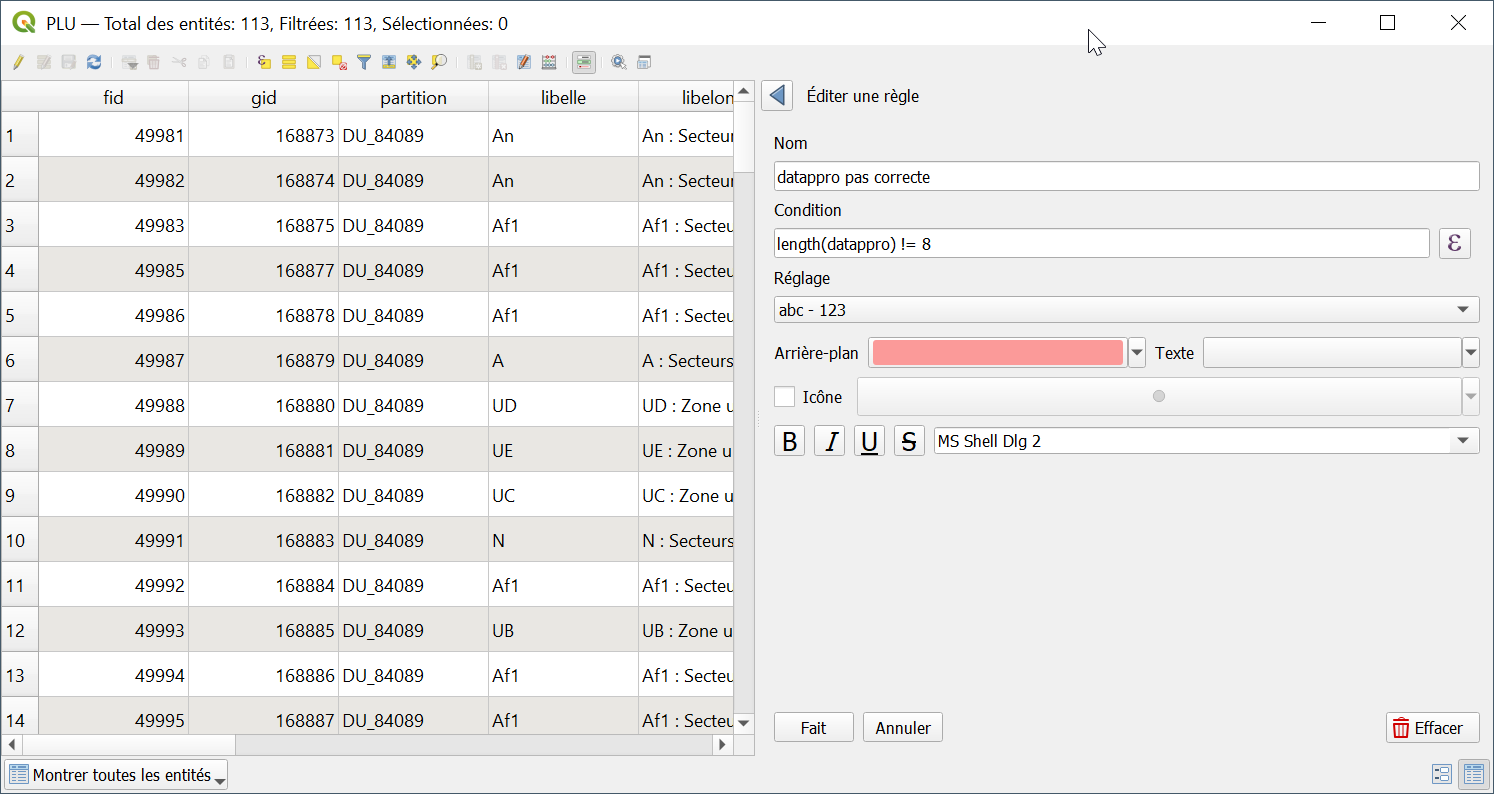 PLU — Total des entités: 113, Filtrées: 113, Sélectionnées: 0
fid gid partition libelle libelon
1 49981 168873 DU_84089 An An : Secteur
2 49982 168874 DU_84089 An An : Secteur
3 49983 168875 DU_84089 Af1 Af1 : Secteu
4 49985 168877 DU_84089 Af1 Af1 : Secteu
5 49986 168878 DU_84089 Af1 Af1 : Secteu
6 49987 168879 DU_84089 A A : Secteurs
7 49988 168880 DU_84089 UD UD : Zone u
8 49989 168881 DU_84089 UE UE : Zone u
9 49990 168882 DU_84089 UC UC : Zone u
10 49991 168883 DU_84089 N N : Secteurs
11 49992 168884 DU_84089 Af1 Af1 : Secteu
12 49993 168885 DU_84089 UB UB : Zone u
13 49994 168886 DU_84089 Af1 Af1 : Secteu
14 49995 168887 DU_84089 Af1 Af1 : Secteu
Montrer toutes les entités
Éditer une règle
Nom
datappro pas correcte
Condition
length(datappro) != 8
ε
Réglage
abc - 123
Arrière-plan Texte
Icône
B I U S MS Shell Dlg 2
Fait Annuler Effacer